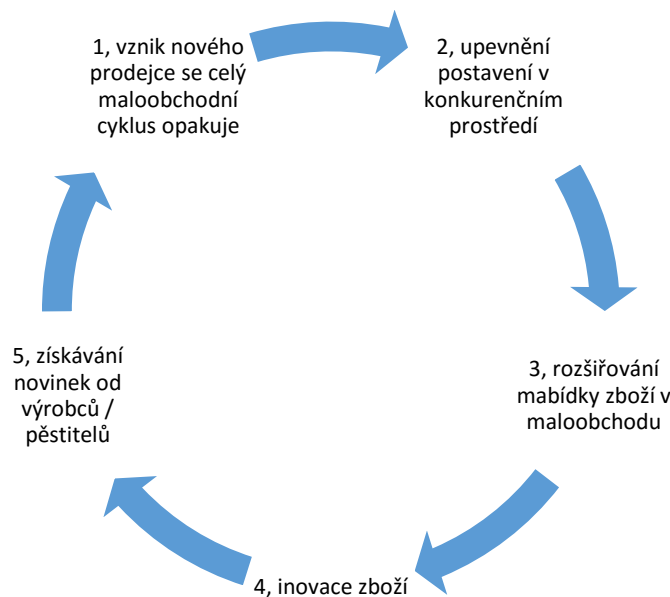 1, vznik nového
prodejce se celý
maloobchodní
cyklus opakuje
2, upevnění
postavení v
konkurenčním
prostředí
3, rozšiřování
mabídky zboží v
maloobchodu
4, inovace zboží
5, získávání
novinek od
výrobců /
pěstitelů